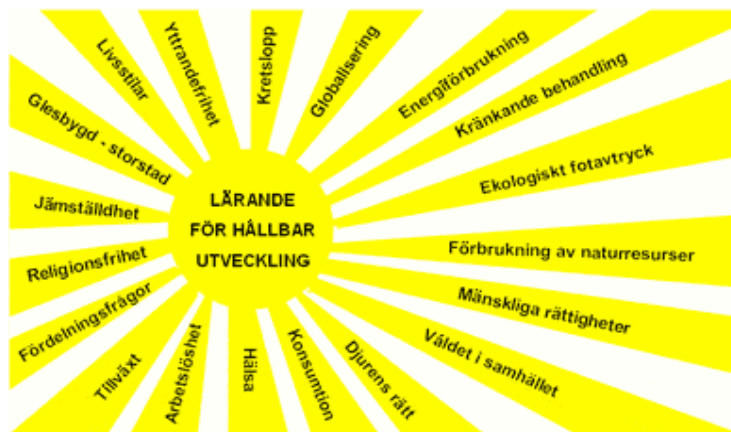 LÄRANDE
FÖR HÅLLBAR
UTVECKLING
Livsstilar
Yttrandefrihet
Kretslopp
Globalisering
Energiförbrukning
Kränkande behandling
Ekologiskt fotavtryck
Förbrukning av naturresurser
Mänskliga rättigheter
Våldet i samhället
Djurens rätt
Konsumtion
Hälsa
Arbetslöshet
Tillväxt
Fördelningsfrågor
Religionsfrihet
Jämställdhet
Glesbygd - storstad